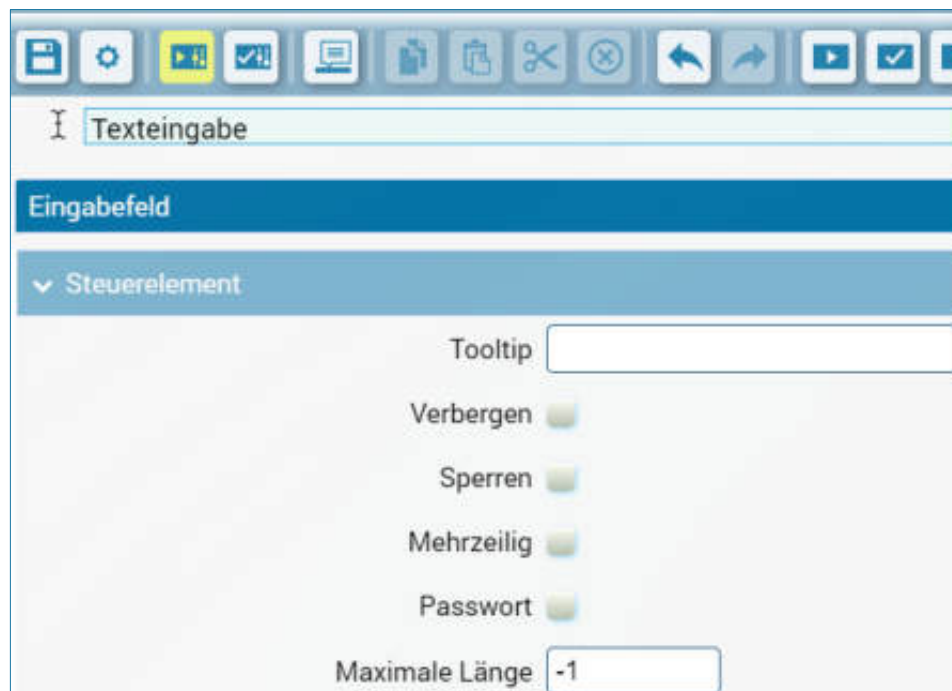 Texteingabe
Eingabefeld
Steuerelement
Tooltip
Verbergen
Sperren
Mehrzeilig
Passwort
Maximale Länge -1